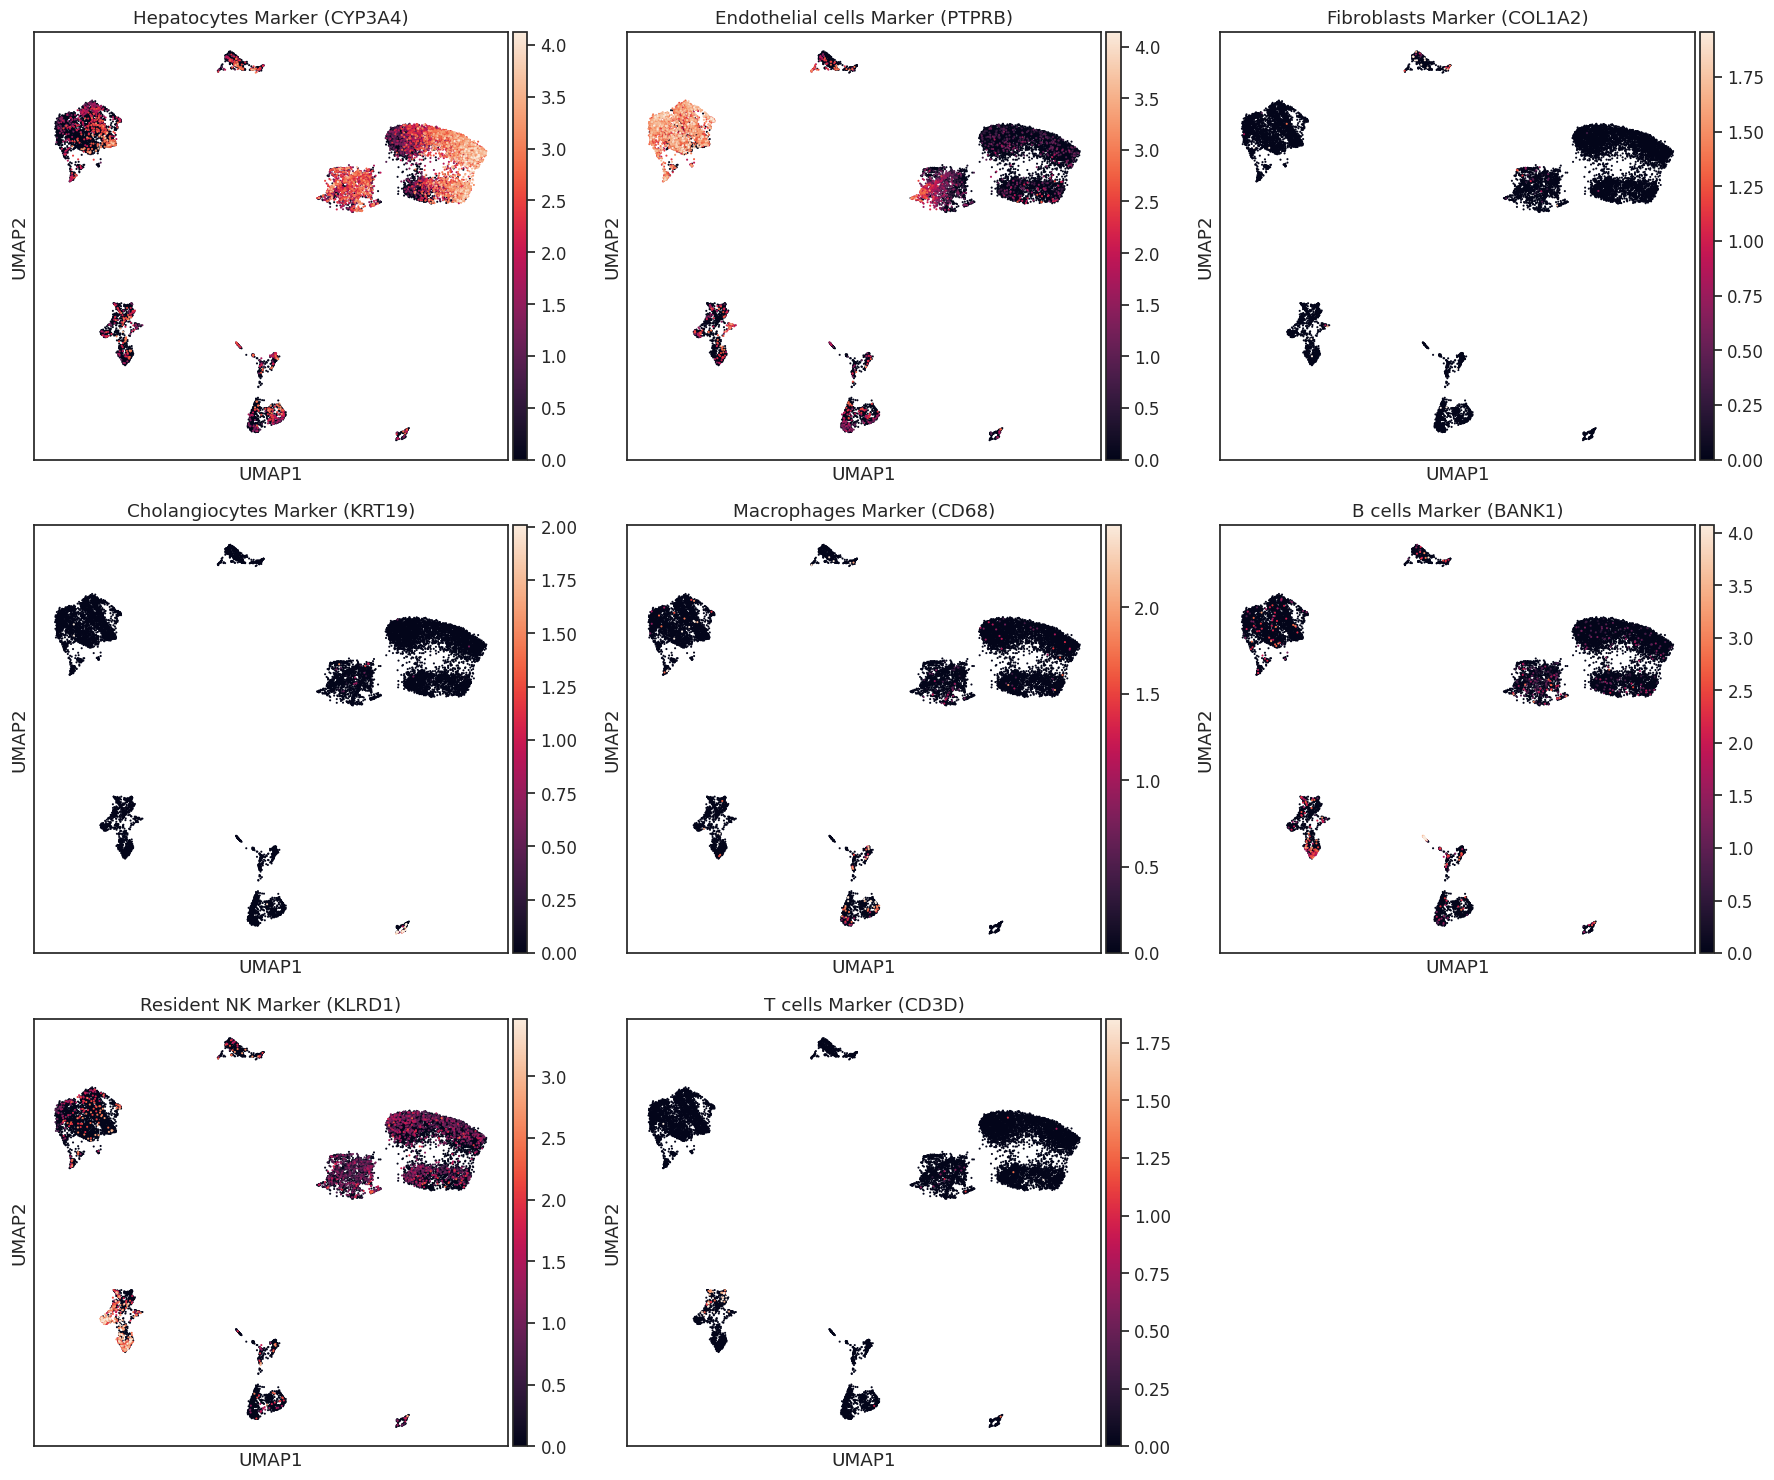 Hepatocytes Marker (CYP3A4)
UMAP2
UMAP1
4.0
3.5
3.0
2.5
2.0
1.5
1.0
0.5
0.0
Endothelial cells Marker (PTPRB)
UMAP2
UMAP1
4.0
3.5
3.0
2.5
2.0
1.5
1.0
0.5
0.0
Fibroblasts Marker (COL1A2)
UMAP2
UMAP1
1.75
1.50
1.25
1.00
0.75
0.50
0.25
0.00
Cholangiocytes Marker (KRT19)
UMAP2
UMAP1
2.00
1.75
1.50
1.25
1.00
0.75
0.50
0.25
0.00
Macrophages Marker (CD68)
UMAP2
UMAP1
2.0
1.5
1.0
0.5
0.0
B cells Marker (BANK1)
UMAP2
UMAP1
4.0
3.5
3.0
2.5
2.0
1.5
1.0
0.5
0.0
Resident NK Marker (KLRD1)
UMAP2
UMAP1
3.0
2.5
2.0
1.5
1.0
0.5
0.0
T cells Marker (CD3D)
UMAP2
UMAP1
1.75
1.50
1.25
1.00
0.75
0.50
0.25
0.00